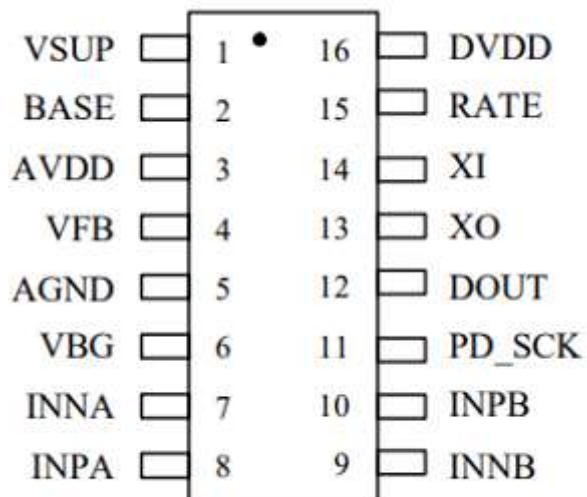 VSUP 1 16 DVDD
BASE 2 15 RATE
AVDD 3 14 XI
VFB 4 13 XO
AGND 5 12 DOUT
VBG 6 11 PD_SCK
INNA 7 10 INPB
INPA 8 9 INNB